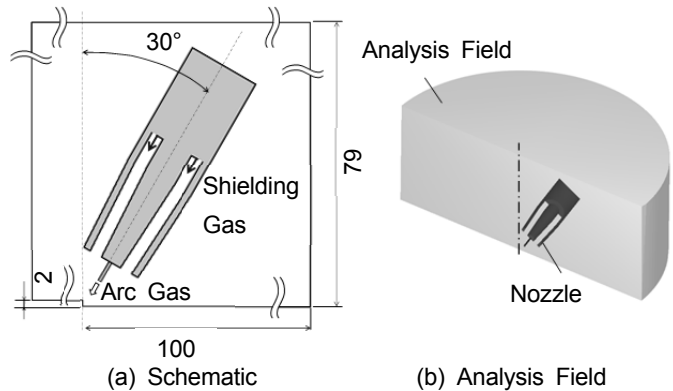 30°
79
Shielding
Gas
2
Arc Gas
100
(a) Schematic
Analysis Field
Nozzle
(b) Analysis Field